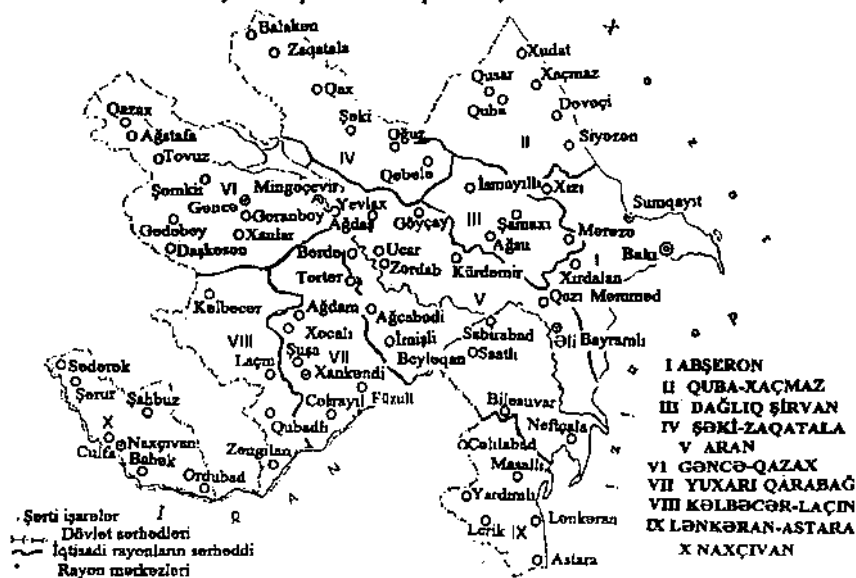 Balakən
Zaqatala
Xudat
Qusar
Xaçmaz
Qax
Quba
Dəvəçi
Qazax
Şəki
Ağstafa
Oğuz
II
Siyəzən
Tovuz
IV
Qəbələ
Şəmkir
VI
Mingəçevir
İsmayıllı
Xızı
Gəncə
Yevlax
Sumqayıt
Gədəbəy
Goranboy
Ağdaş
Göyçay
III
Şamaxı
Xanlar
Ağsu
Mərəzə
Bakı
Daşkəsən
Bərdə
Ucar
I
Zərdab
Kürdəmir
Xırdalan
Tərtər
V
Qazı Məmməd
Kəlbəcər
Ağdam
Ağcabədi
Xocalı
Sabirabad
Əli Bayramlı
VIII
İmişli
Şuşa
VII
Beyləqan
Saatlı
Sədərək
Laçın
Xankəndi
I ABŞERON
Şərur
Cəbrayıl
Füzuli
Biləsuvar
II QUBA-XAÇMAZ
Şahbuz
Qubadlı
III DAĞLIQ ŞİRVAN
X
Neftçala
IV ŞƏKİ-ZAQATALA
Culfa
Naxçıvan
Cəlilabad
V ARAN
Babək
Zəngilan
Masallı
VI GƏNCƏ-QAZAX
Ordubad
VII YUXARI QARABAĞ
Yardımlı
VIII KƏLBƏCƏR-LAÇIN
İ R A N
Lerik
IX
Lənkəran
IX LƏNKƏRAN-ASTARA
Şərti işarələr
Dövlət sərhədləri
X NAXÇIVAN
İqtisadi rayonların sərhəddi
Astara
Rayon mərkəzləri